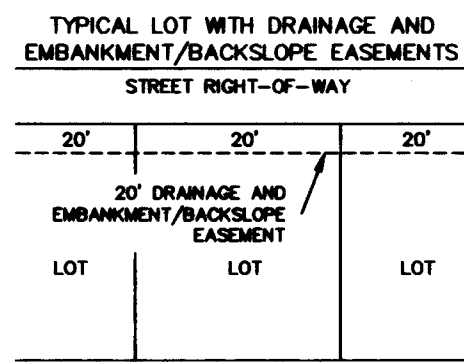 TYPICAL LOT WITH DRAINAGE AND
EMBANKMENT/BACKSLOPE EASEMENTS
STREET RIGHT-OF-WAY
20' 20' 20'
20' DRAINAGE AND
EMBANKMENT/BACKSLOPE
EASEMENT
LOT LOT LOT